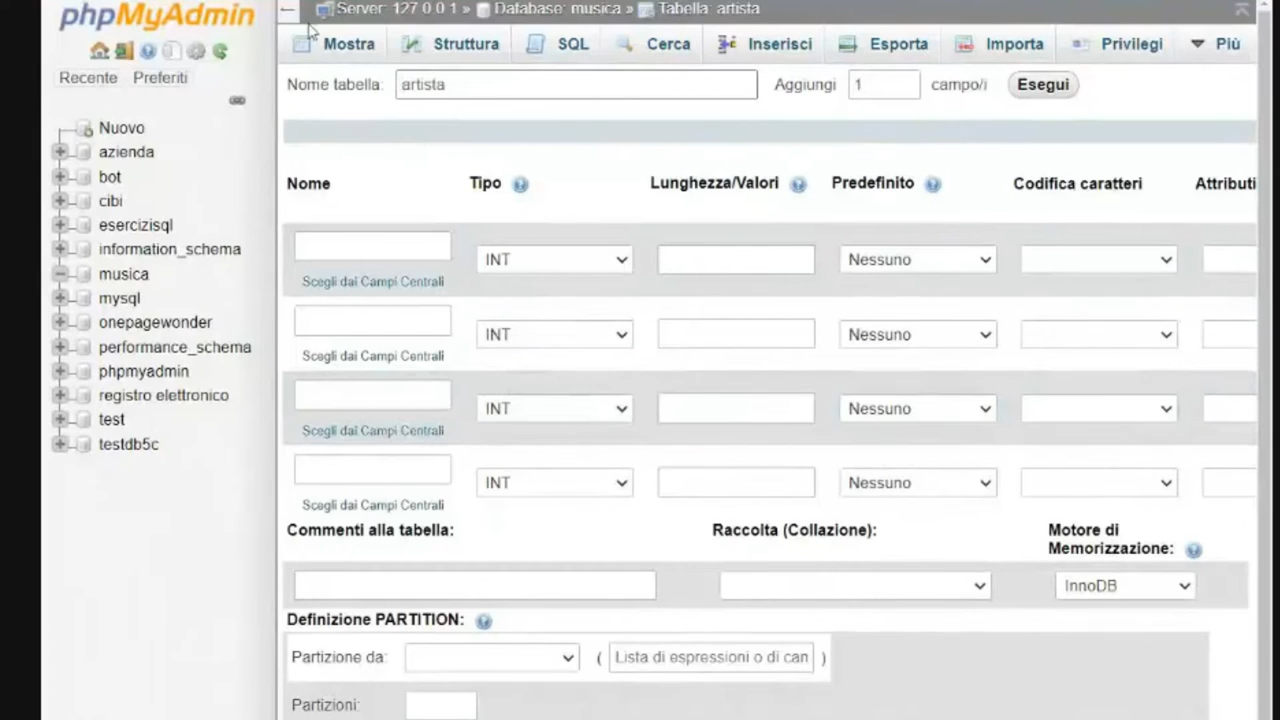 phpMyAdmin
Recente Preferiti
Nuovo
azienda
bot
cibi
esercizisql
information_schema
musica
mysql
onepagewonder
performance_schema
phpmyadmin
registro elettronico
test
testdb5c
Server: 127.0.0.1 » Database: musica » Tabella: artista
Mostra Struttura SQL Cerca Inserisci Esporta Importa Privilegi Più
Nome tabella: artista Aggiungi 1 campo/i Esegui
Nome Tipo Lunghezza/Valori Predefinito Codifica caratteri Attributi
INT Nessuno
Scegli dai Campi Centrali
INT Nessuno
Scegli dai Campi Centrali
INT Nessuno
Scegli dai Campi Centrali
INT Nessuno
Scegli dai Campi Centrali
Commenti alla tabella: Raccolta (Collazione): Motore di
Memorizzazione:
InnoDB
Definizione PARTITION:
Partizione da: ( Lista di espressioni o di can )
Partizioni: